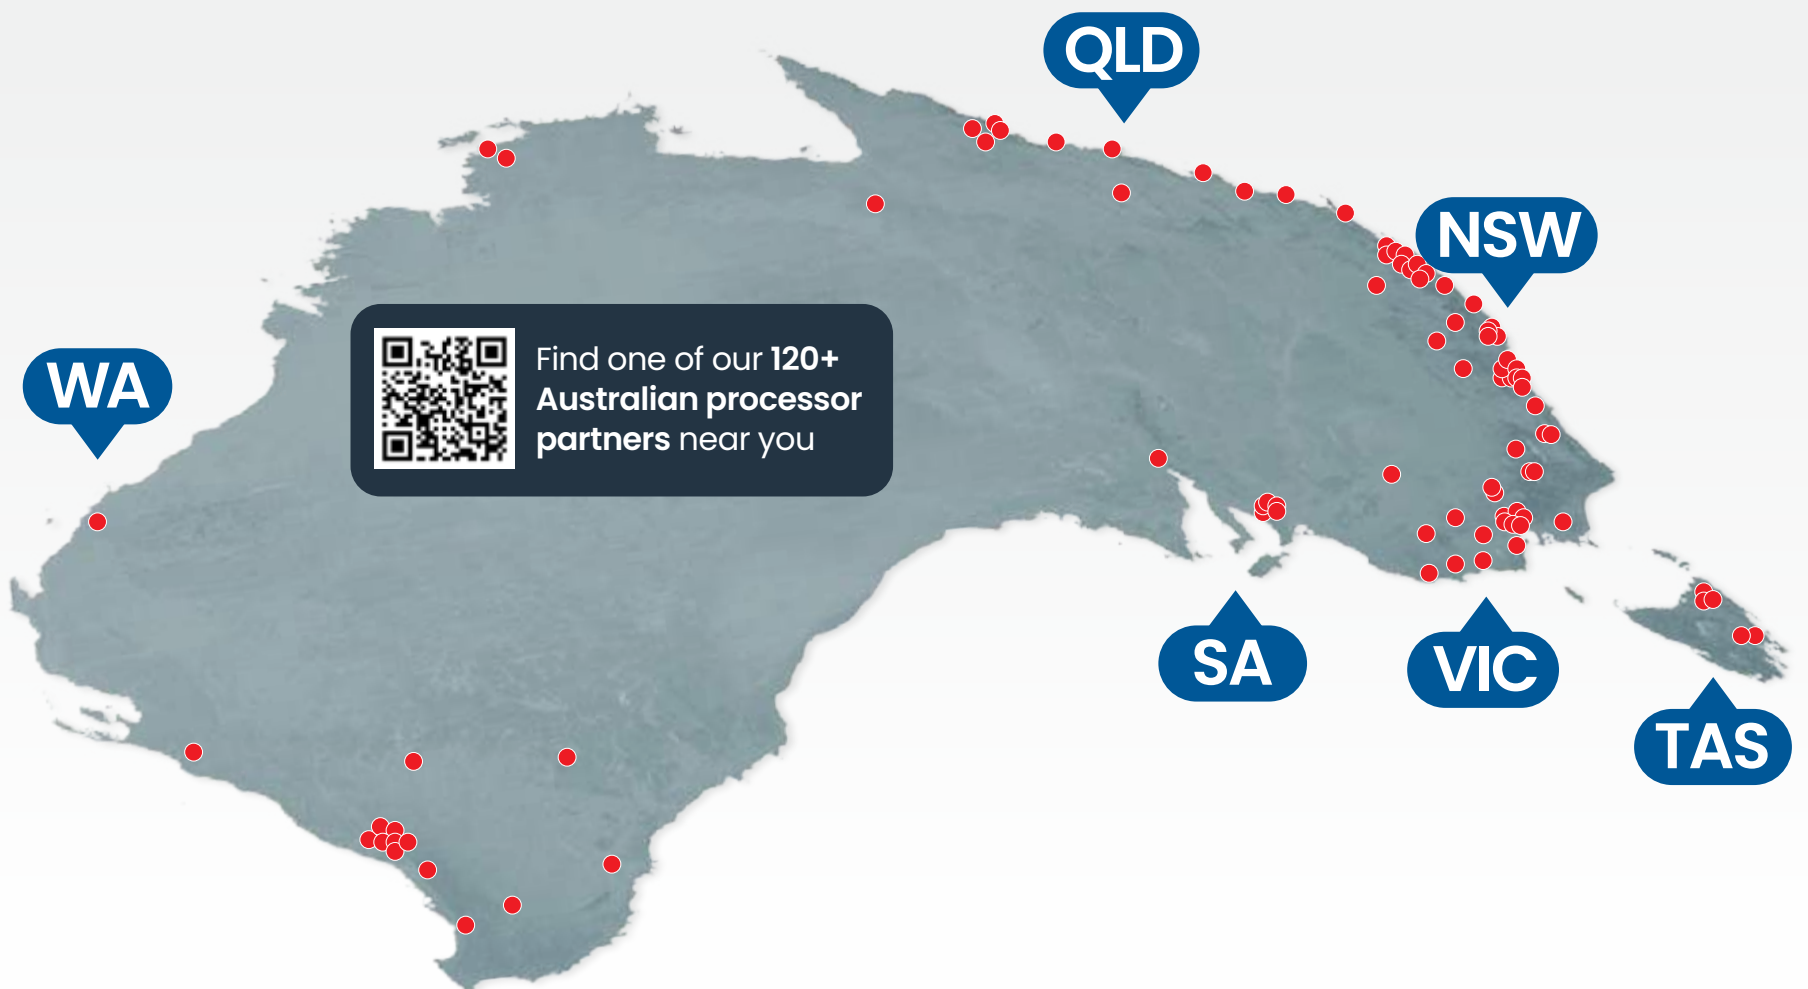 QLD
NSW
WA
Find one of our 120+
Australian processor
partners near you
SA
VIC
TAS